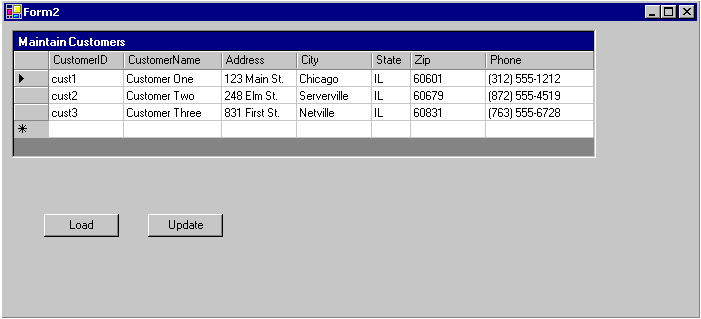 Form2
Maintain Customers
CustomerID CustomerName Address City State Zip Phone
cust1 Customer One 123 Main St. Chicago IL 60601 (312) 555-1212
cust2 Customer Two 248 Elm St. Serverville IL 60679 (872) 555-4519
cust3 Customer Three 831 First St. Netville IL 60831 (763) 555-6728
*
Load Update